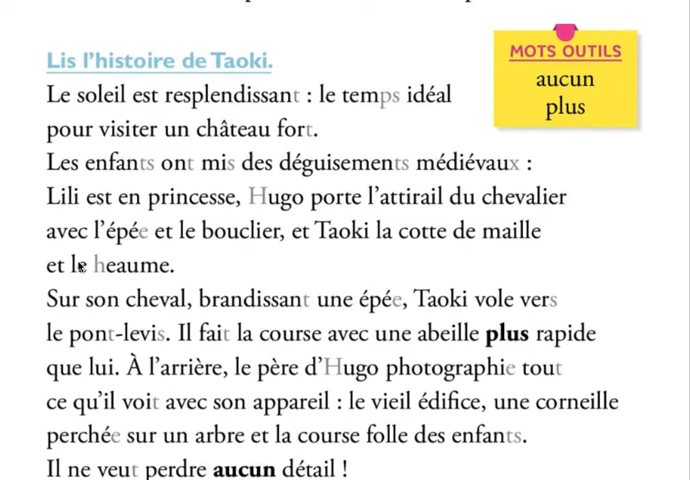 Lis l'histoire de Taoki.
MOTS OUTILS
aucun
plus
Le soleil est resplendissant : le temps idéal
pour visiter un château fort.
Les enfants ont mis des déguisements médiévaux :
Lili est en princesse, Hugo porte l'attirail du chevalier
avec l'épée et le bouclier, et Taoki la cotte de maille
et le heaume.
Sur son cheval, brandissant une épée, Taoki vole vers
le pont-levis. Il fait la course avec une abeille plus rapide
que lui. À l'arrière, le père d'Hugo photographie tout
ce qu'il voit avec son appareil : le vieil édifice, une corneille
perchée sur un arbre et la course folle des enfants.
Il ne veut perdre aucun détail !